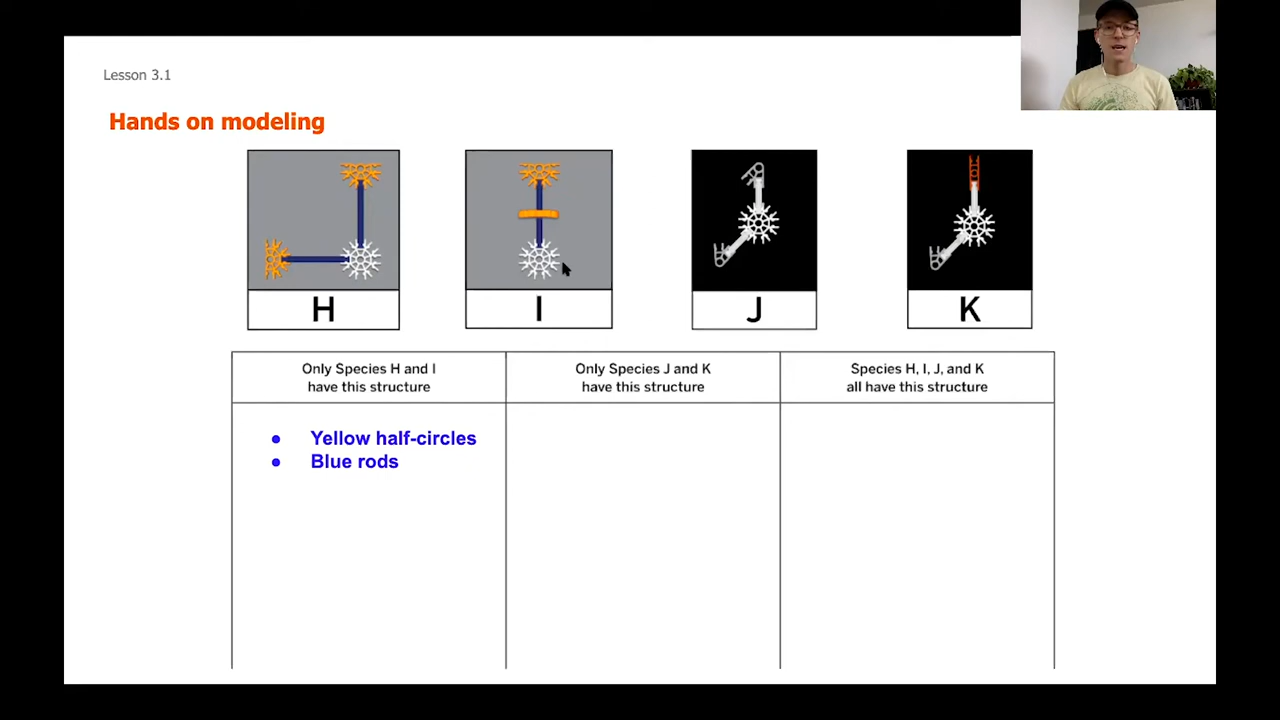 Lesson 3.1
Hands on modeling
H
I
J
K
Only Species H and I
have this structure
Only Species J and K
have this structure
Species H, I, J, and K
all have this structure
● Yellow half-circles
● Blue rods